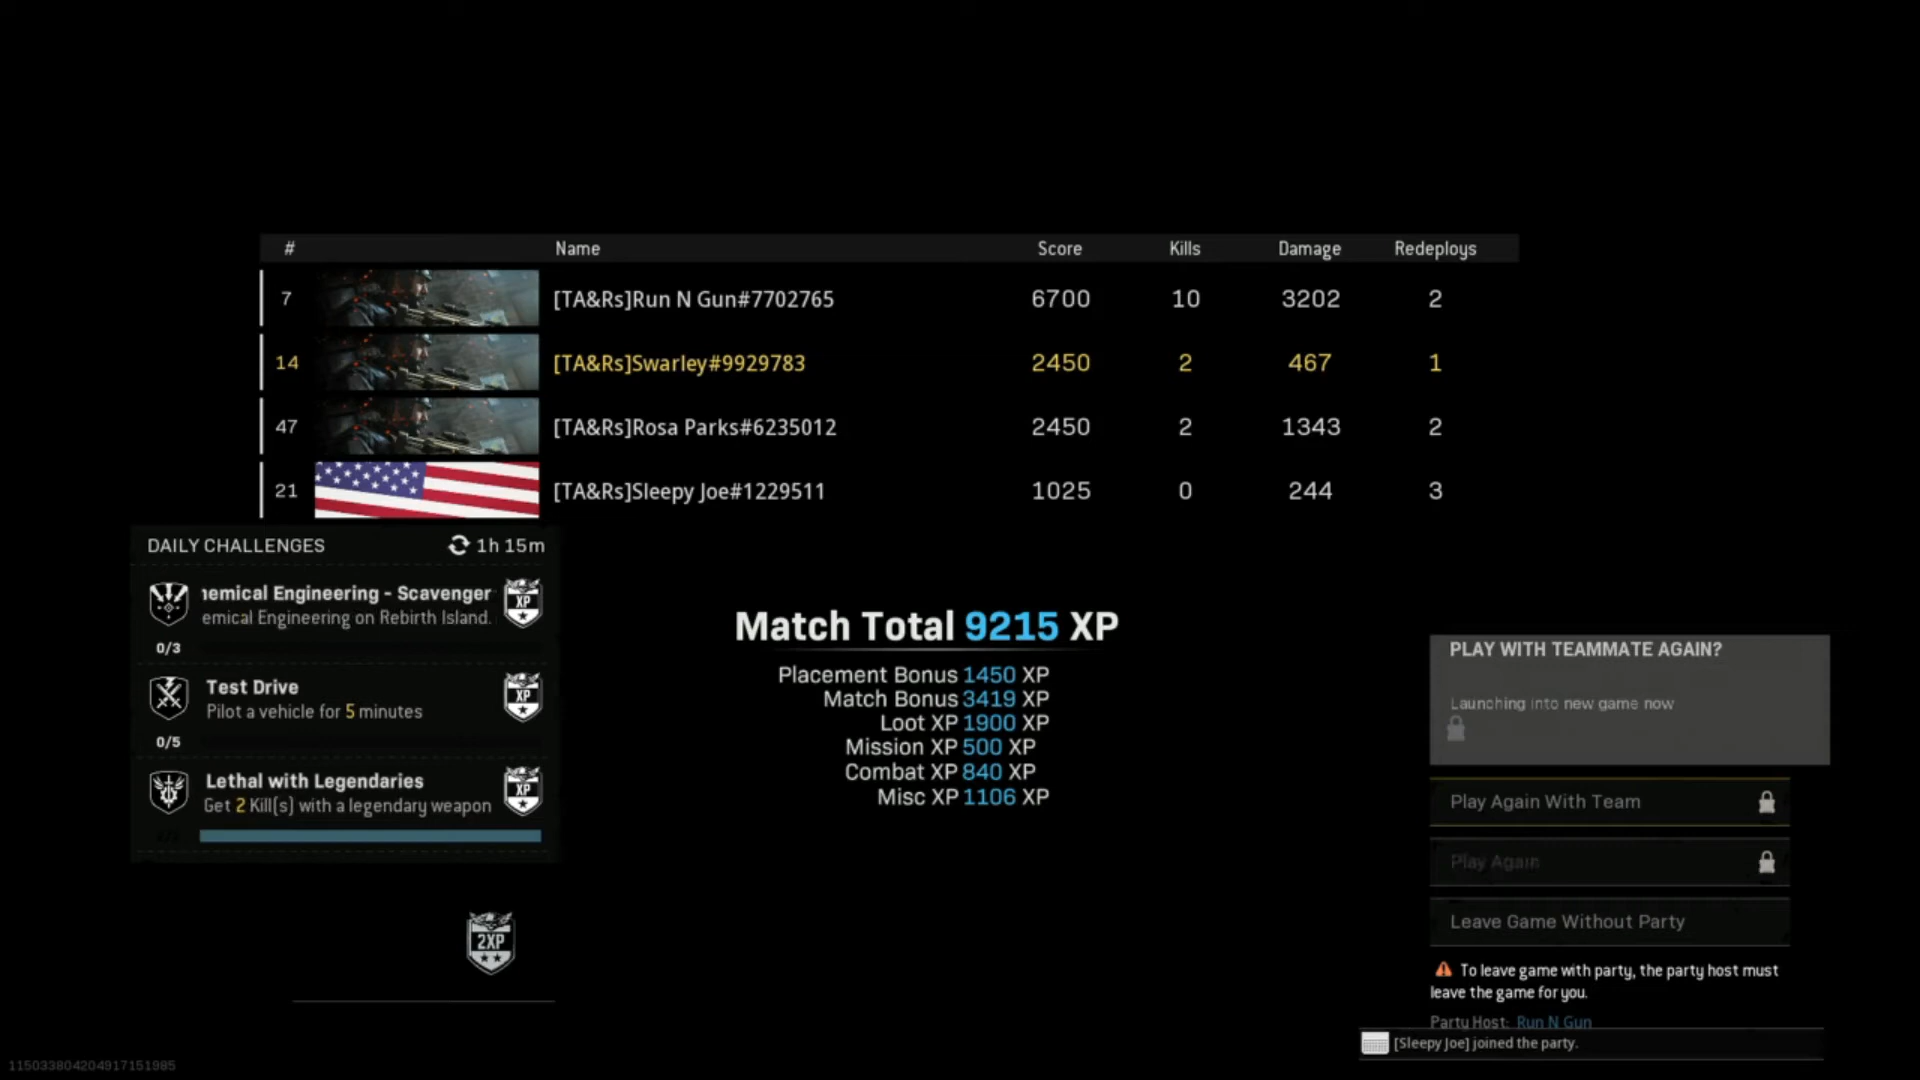 # Name Score Kills Damage Redeploys
7 [TA&Rs]Run N Gun#7702765 6700 10 3202 2
14 [TA&Rs]Swarley#9929783 2450 2 467 1
47 [TA&Rs]Rosa Parks#6235012 2450 2 1343 2
21 [TA&Rs]Sleepy Joe#1229511 1025 0 244 3
DAILY CHALLENGES 1h 15m
emical Engineering - Scavenger
XP
emical Engineering on Rebirth Island.
0/3
Test Drive
XP
Pilot a vehicle for 5 minutes
0/5
Lethal with Legendaries
XP
Get 2 Kill(s) with a legendary weapon
2XP
Match Total 9215 XP
Placement Bonus 1450 XP
Match Bonus 3419 XP
Loot XP 1900 XP
Mission XP 500 XP
Combat XP 840 XP
Misc XP 1106 XP
PLAY WITH TEAMMATE AGAIN?
Launching into new game now
Play Again With Team
Play Again
Leave Game Without Party
To leave game with party, the party host must
leave the game for you.
Party Host: Run N Gun
[Sleepy Joe] joined the party.
11503380420491715​1985